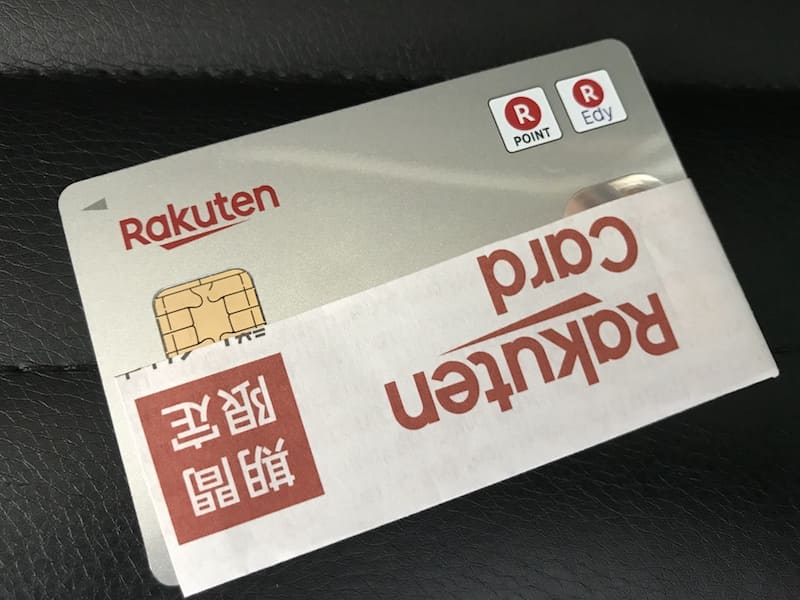 R
POINT
R
Edy
Rakuten
Rakuten
Card
期間
限定